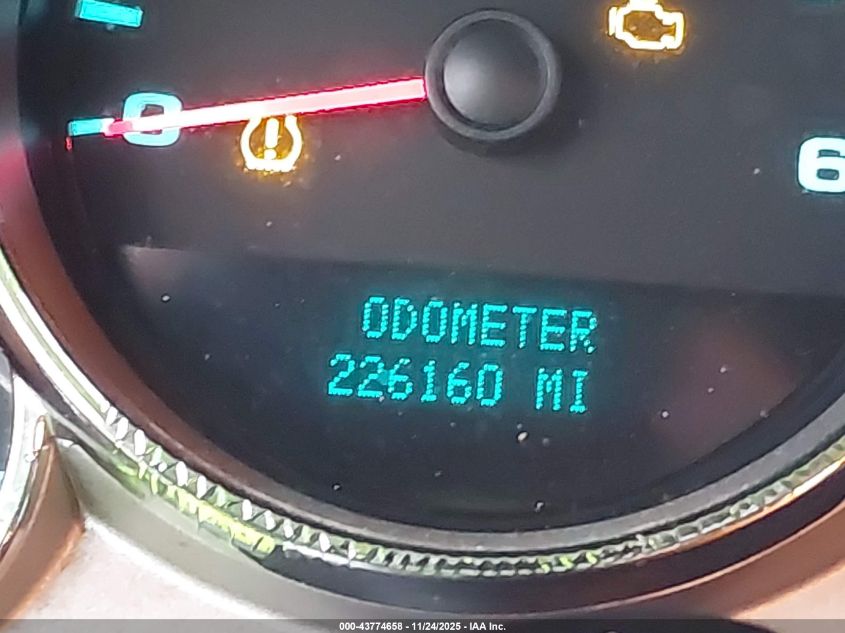 0
6
ODOMETER
226160 MI
000-43774658 - 11/24/2025 - IAA Inc.